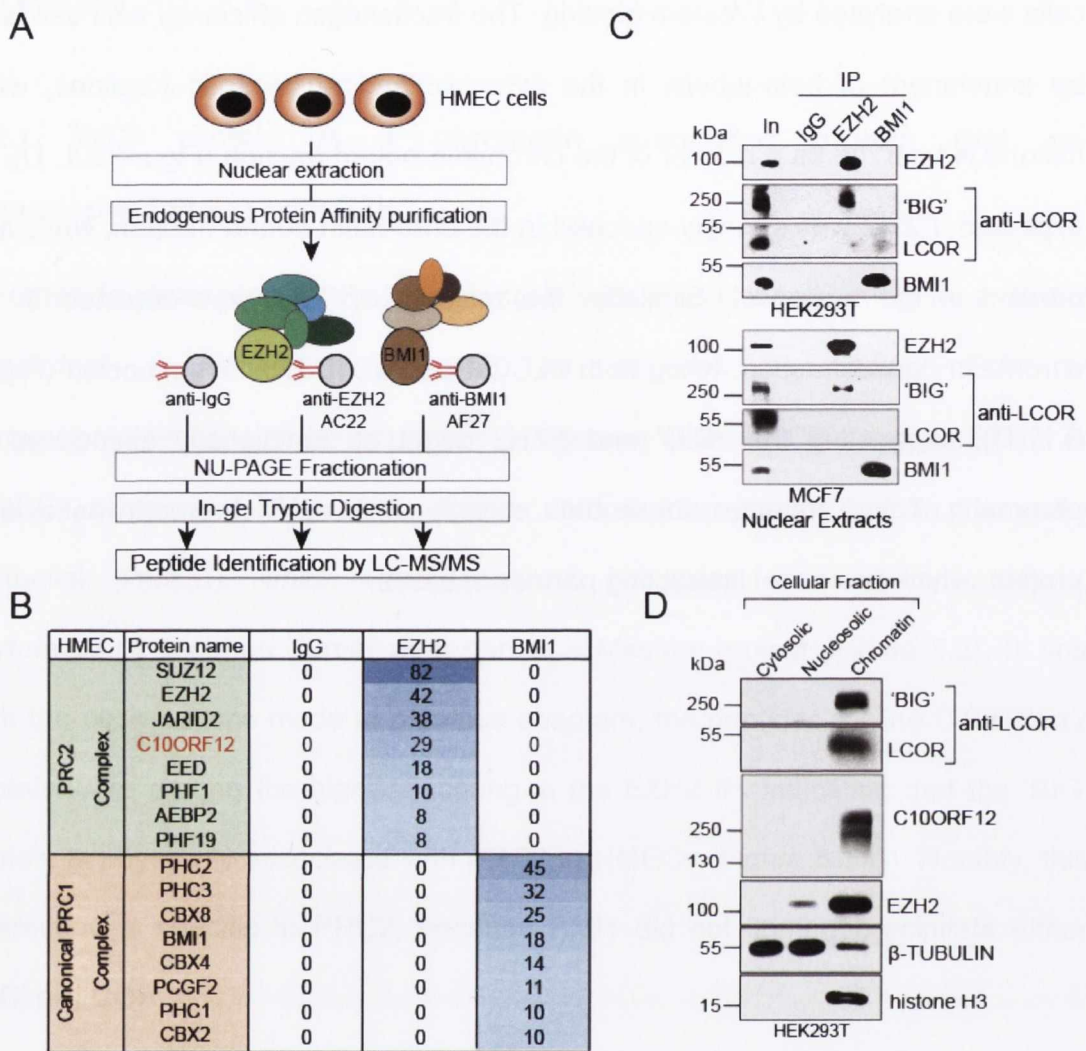 A
HMEC cells
Nuclear extraction
Endogenous Protein Affinity purification
EZH2
BMI1
anti-IgG
anti-EZH2
AC22
anti-BMI1
AF27
NU-PAGE Fractionation
In-gel Tryptic Digestion
Peptide Identification by LC-MS/MS
B
HMEC Protein name IgG EZH2 BMI1
PRC2 Complex
SUZ12 0 82 0
EZH2 0 42 0
JARID2 0 38 0
C10ORF12 0 29 0
EED 0 18 0
PHF1 0 10 0
AEBP2 0 8 0
PHF19 0 8 0
Canonical PRC1 Complex
PHC2 0 0 45
PHC3 0 0 32
CBX8 0 0 25
BMI1 0 0 18
CBX4 0 0 14
PCGF2 0 0 11
PHC1 0 0 10
CBX2 0 0 10
C
IP
kDa In IgG EZH2 BMI1
100 EZH2
250 'BIG'
anti-LCOR
55 LCOR
55 BMI1
HEK293T
100 EZH2
250 'BIG'
anti-LCOR
55 LCOR
55 BMI1
MCF7
Nuclear Extracts
D
Cellular Fraction
kDa Cytosolic Nucleosolic Chromatin
250 'BIG'
anti-LCOR
55 LCOR
C10ORF12
250
130
100 EZH2
55 β-TUBULIN
15 histone H3
HEK293T